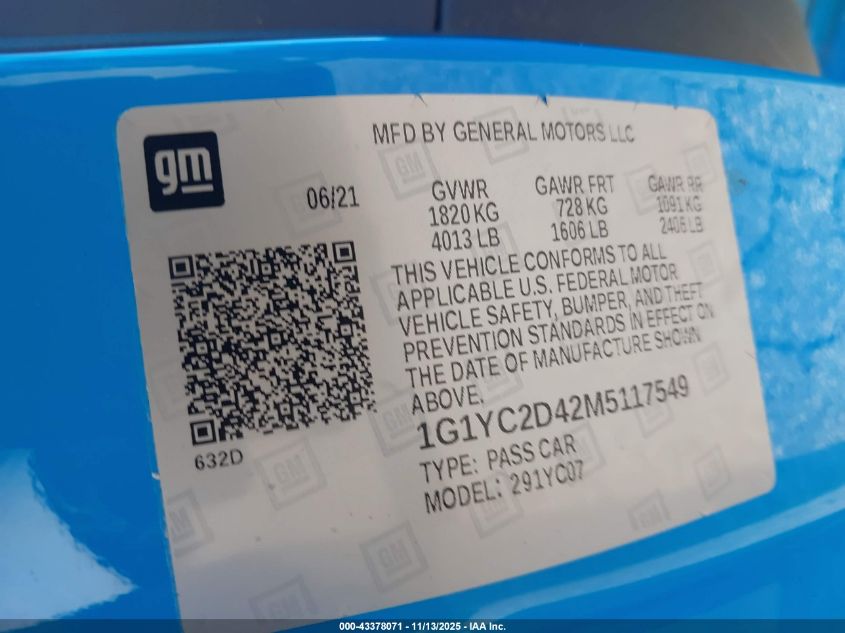 MFD BY GENERAL MOTORS LLC
gm
06/21
GVWR GAWR FRT GAWR RR
1820 KG 728 KG 1091 KG
4013 LB 1606 LB 2406 LB
THIS VEHICLE CONFORMS TO ALL
APPLICABLE U.S. FEDERAL MOTOR
VEHICLE SAFETY, BUMPER, AND THEFT
PREVENTION STANDARDS IN EFFECT ON
THE DATE OF MANUFACTURE SHOWN
ABOVE.
1G1YC2D42M5117549
TYPE: PASS CAR
MODEL: 291YC07
632D
000-43378071 - 11/13/2025 - IAA Inc.